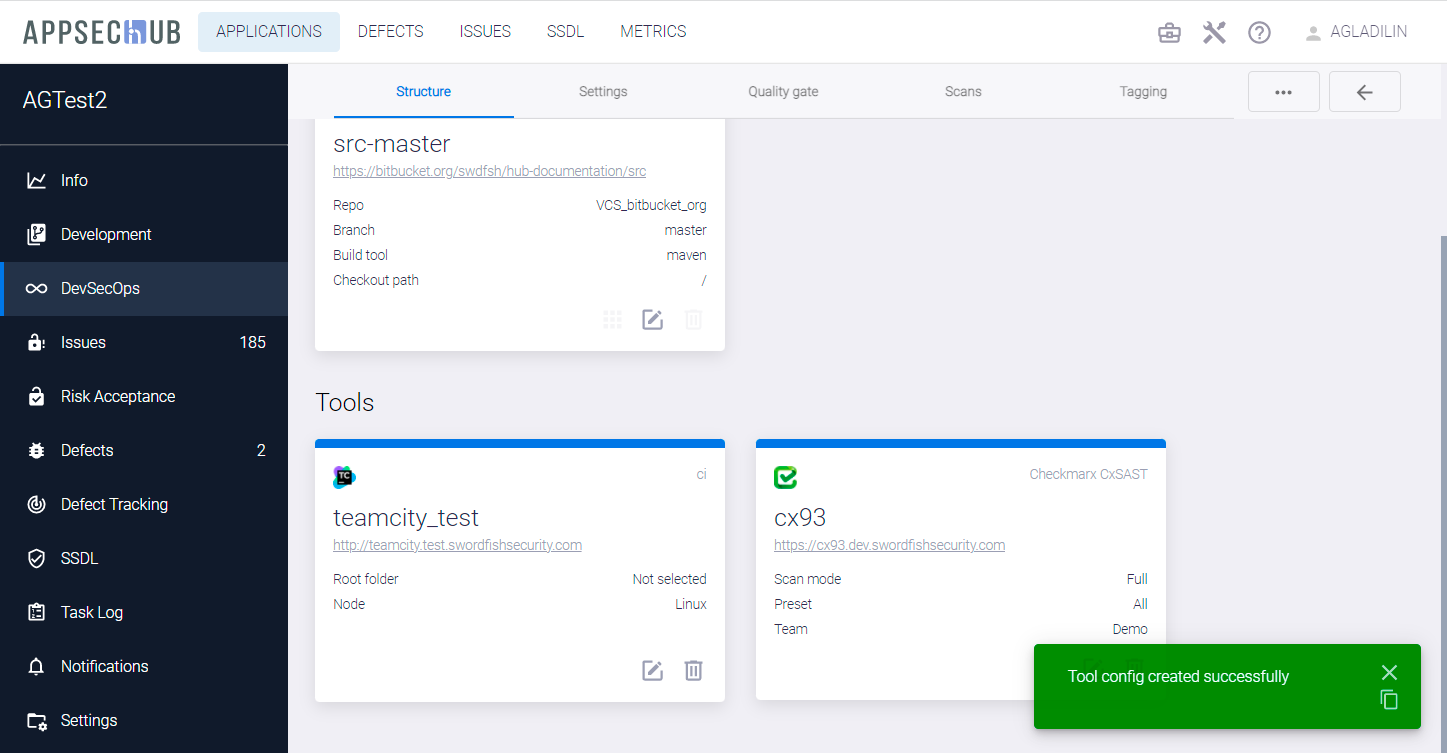 APPSECHUB
APPLICATIONS
DEFECTS
ISSUES
SSDL
METRICS
AGLADILIN
AGTest2
Info
Development
DevSecOps
Issues 185
Risk Acceptance
Defects 2
Defect Tracking
SSDL
Task Log
Notifications
Settings
Structure
Settings
Quality gate
Scans
Tagging
src-master
https://bitbucket.org/swdfsh/hub-documentation/src
Repo VCS_bitbucket_org
Branch master
Build tool maven
Checkout path /
Tools
TC
ci
teamcity_test
http://teamcity.test.swordfishsecurity.com
Root folder Not selected
Node Linux
Checkmarx CxSAST
cx93
https://cx93.dev.swordfishsecurity.com
Scan mode Full
Preset All
Team Demo
Tool config created successfully